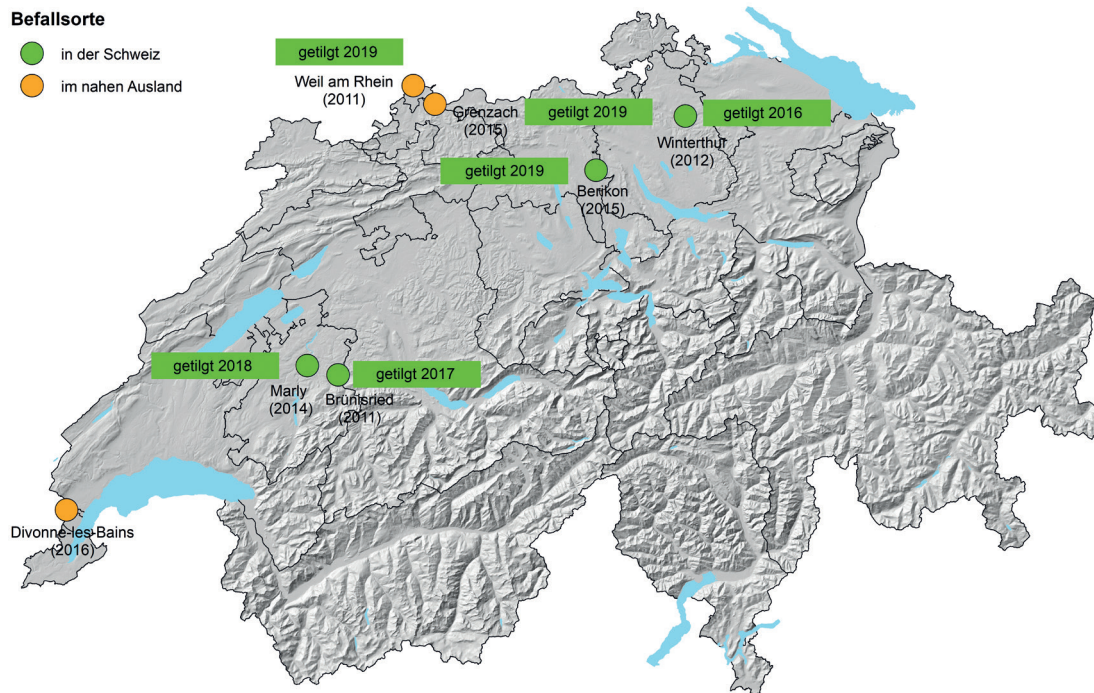 Befallsorte
in der Schweiz
im nahen Ausland
getilgt 2019
Weil am Rhein
(2011)
Grenzach
(2015)
getilgt 2019
getilgt 2016
Winterthur
(2012)
getilgt 2019
Berikon
(2015)
getilgt 2018
Marly
(2014)
getilgt 2017
Brünisried
(2011)
Divonne-les-Bains
(2016)